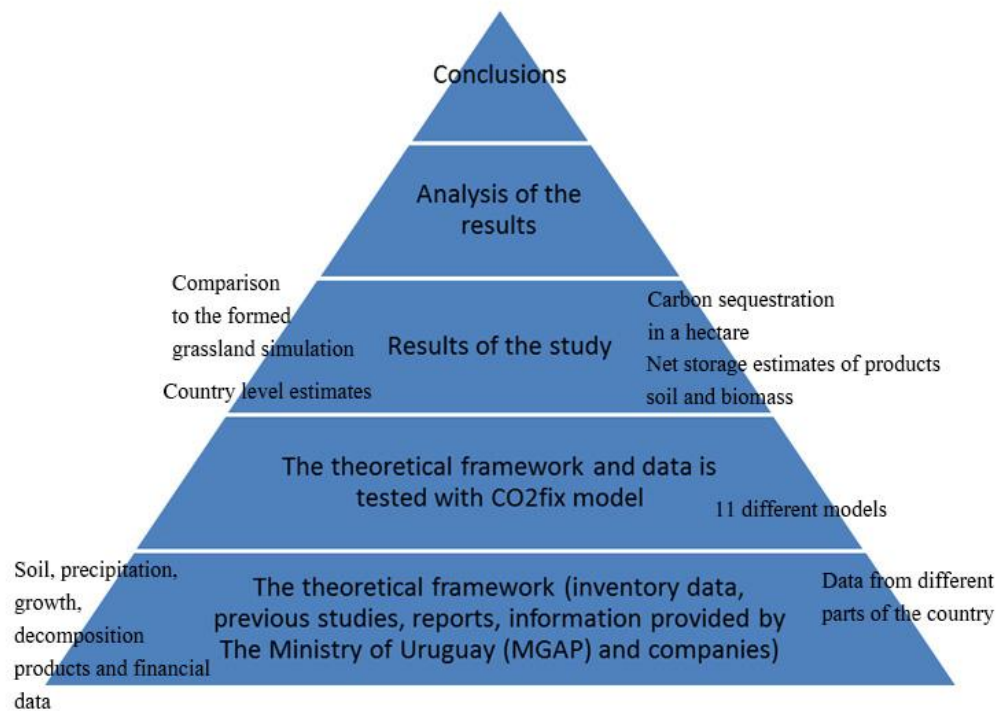 Conclusions
Analysis of the
results
Comparison
to the formed
grassland simulation
Country level estimates
Results of the study
Carbon sequestration
in a hectare
Net storage estimates of products
soil and biomass
The theoretical framework and data is
tested with CO2fix model
11 different models
Soil, precipitation,
growth,
decomposition
products and financial
data
The theoretical framework (inventory data,
previous studies, reports, information provided by
The Ministry of Uruguay (MGAP) and companies)
Data from different
parts of the country